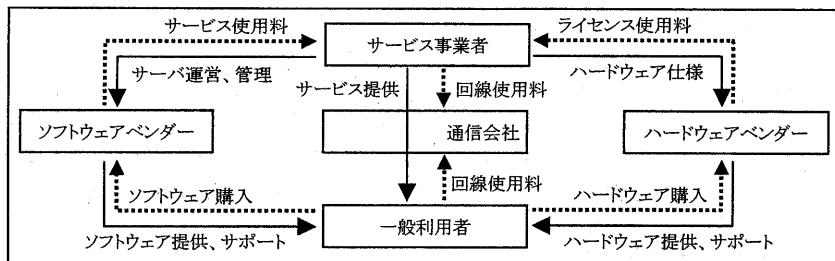 サービス使用料
サービス事業者
ライセンス使用料
サーバ運営、管理
サービス提供
回線使用料
ハードウェア仕様
ソフトウェアベンダー
通信会社
ハードウェアベンダー
ソフトウェア購入
回線使用料
ハードウェア購入
ソフトウェア提供、サポート
一般利用者
ハードウェア提供、サポート